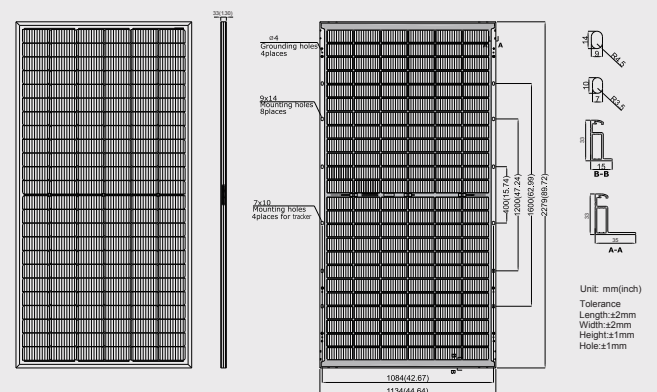 33(1.30)
ø4
Grounding holes
4places
9x14
Mounting holes
8places
7x10
Mounting holes
4places for tracker
A A
400(15.74)
1200(47.24)
1600(62.99)
2279(89.72)
B
B
1084(42.67)
1134(44.64)
14
9
R4.5
10
7
R3.5
33
15
B-B
33
35
A-A
Unit: mm(inch)
Tolerance
Length:±2mm
Width:±2mm
Height:±1mm
Hole:±1mm